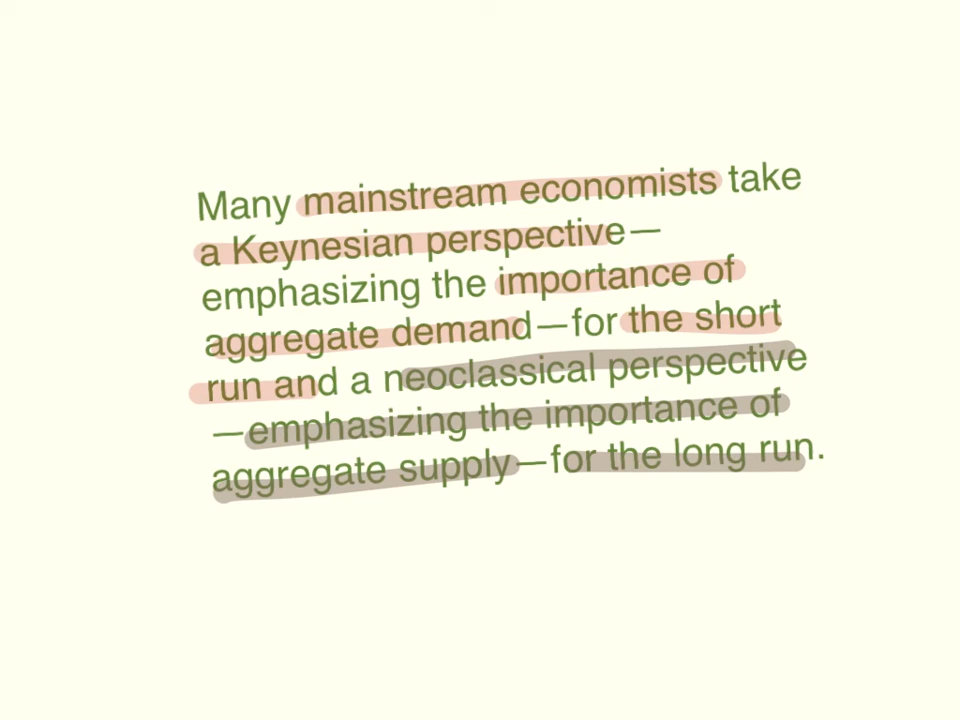 Many mainstream economists take
a Keynesian perspective—
emphasizing the importance of
aggregate demand—for the short
run and a neoclassical perspective
—emphasizing the importance of
aggregate supply—for the long run.